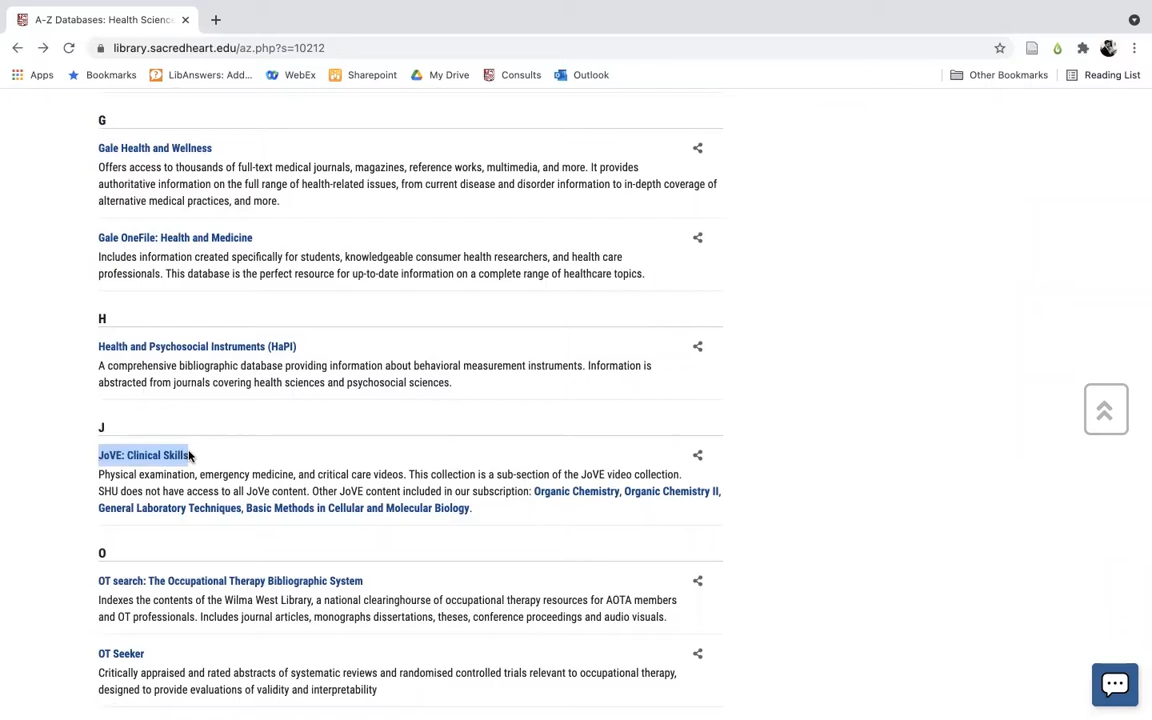 A-Z Databases: Health Science
library.sacredheart.edu/az.php?s=10212
Apps Bookmarks LibAnswers: Add... WebEx Sharepoint My Drive Consults Outlook Other Bookmarks Reading List
G
Gale Health and Wellness
Offers access to thousands of full-text medical journals, magazines, reference works, multimedia, and more. It provides
authoritative information on the full range of health-related issues, from current disease and disorder information to in-depth coverage of
alternative medical practices, and more.
Gale OneFile: Health and Medicine
Includes information created specifically for students, knowledgeable consumer health researchers, and health care
professionals. This database is the perfect resource for up-to-date information on a complete range of healthcare topics.
H
Health and Psychosocial Instruments (HaPI)
A comprehensive bibliographic database providing information about behavioral measurement instruments. Information is
abstracted from journals covering health sciences and psychosocial sciences.
J
JoVE: Clinical Skills
Physical examination, emergency medicine, and critical care videos. This collection is a sub-section of the JoVE video collection.
SHU does not have access to all JoVe content. Other JoVE content included in our subscription: Organic Chemistry, Organic Chemistry II,
General Laboratory Techniques, Basic Methods in Cellular and Molecular Biology.
O
OT search: The Occupational Therapy Bibliographic System
Indexes the contents of the Wilma West Library, a national clearinghourse of occupational therapy resources for AOTA members
and OT professionals. Includes journal articles, monographs dissertations, theses, conference proceedings and audio visuals.
OT Seeker
Critically appraised and rated abstracts of systematic reviews and randomised controlled trials relevant to occupational therapy,
designed to provide evaluations of validity and interpretability